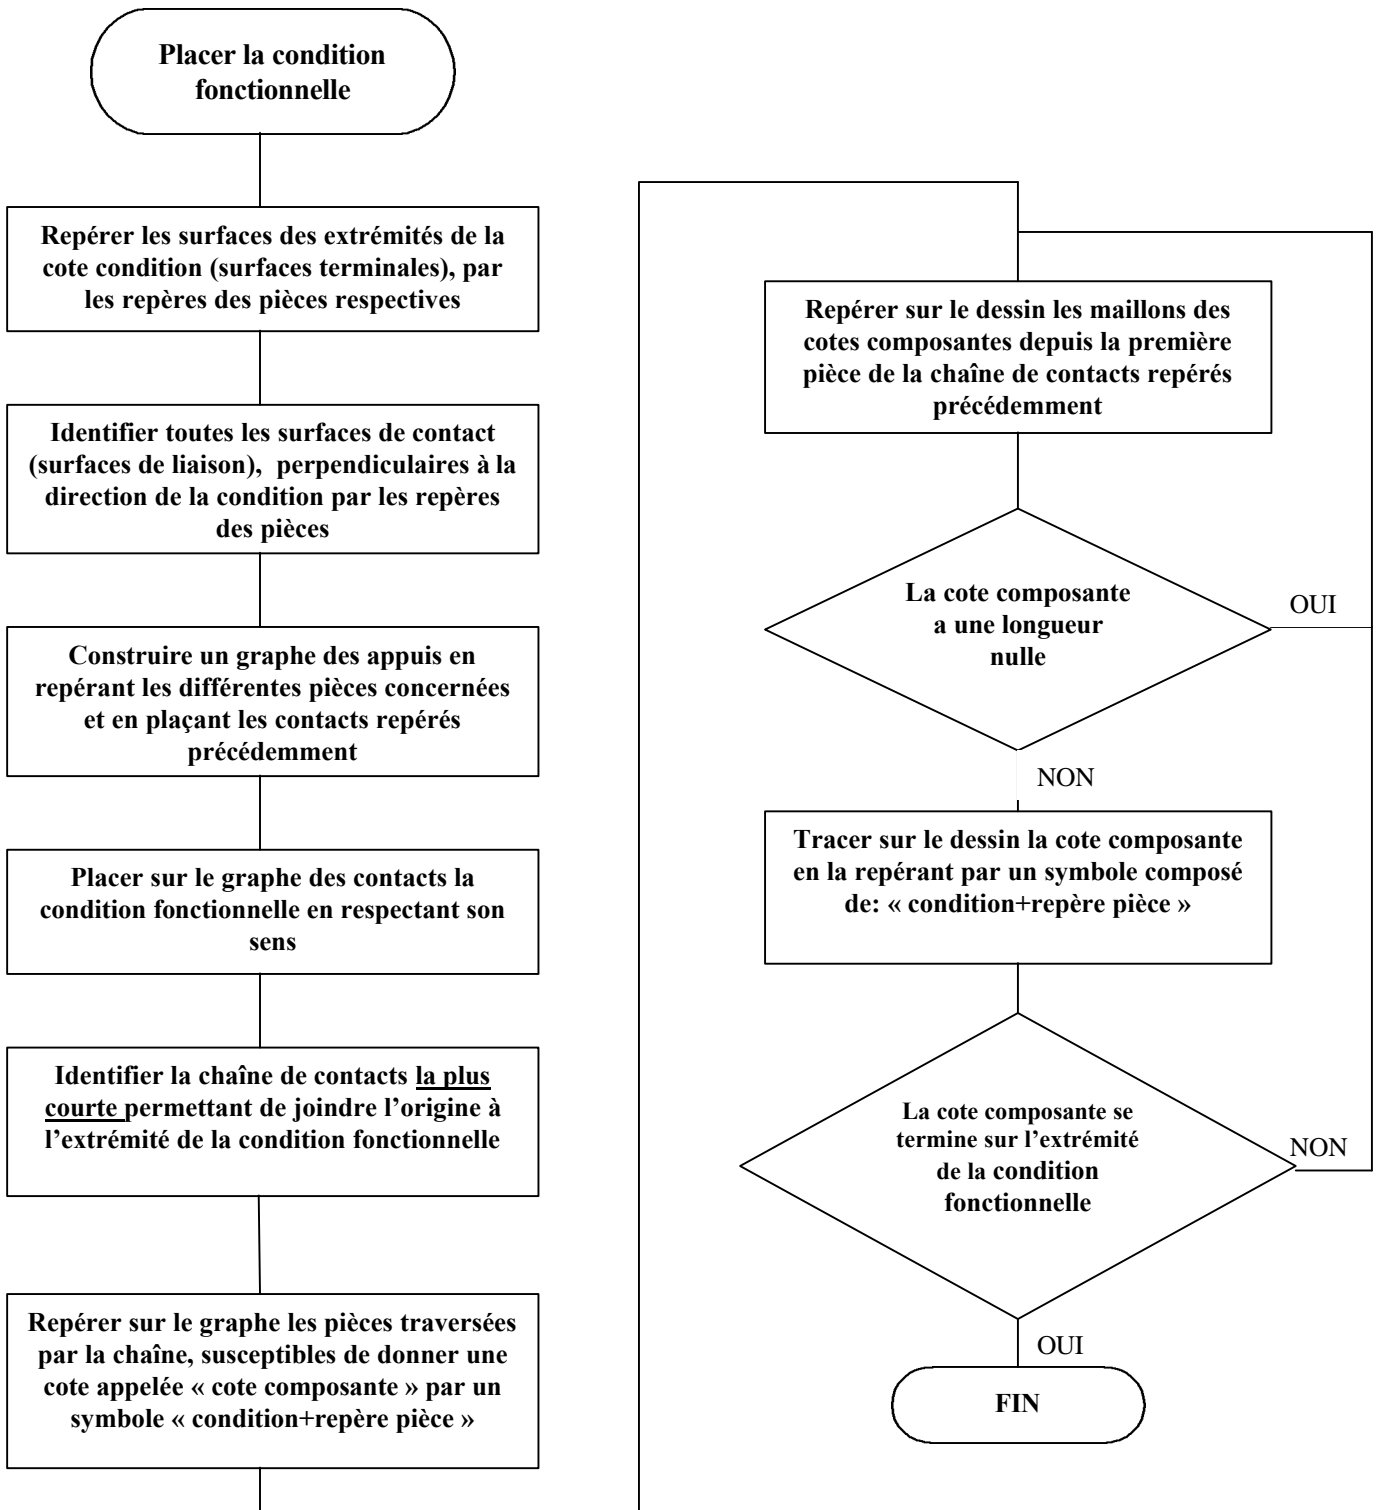 Placer la condition
fonctionnelle
Repérer les surfaces des extrémités de la
cote condition (surfaces terminales), par
les repères des pièces respectives
Identifier toutes les surfaces de contact
(surfaces de liaison), perpendiculaires à la
direction de la condition par les repères
des pièces
Construire un graphe des appuis en
repérant les différentes pièces concernées
et en plaçant les contacts repérés
précédemment
Placer sur le graphe des contacts la
condition fonctionnelle en respectant son
sens
Identifier la chaîne de contacts la plus
courte permettant de joindre l’origine à
l’extrémité de la condition fonctionnelle
Repérer sur le graphe les pièces traversées
par la chaîne, susceptibles de donner une
cote appelée « cote composante » par un
symbole « condition+repère pièce »
Repérer sur le dessin les maillons des
cotes composantes depuis la première
pièce de la chaîne de contacts repérés
précédemment
La cote composante
a une longueur
nulle
OUI
NON
Tracer sur le dessin la cote composante
en la repérant par un symbole composé
de: « condition+repère pièce »
La cote composante se
termine sur l’extrémité
de la condition
fonctionnelle
NON
OUI
FIN